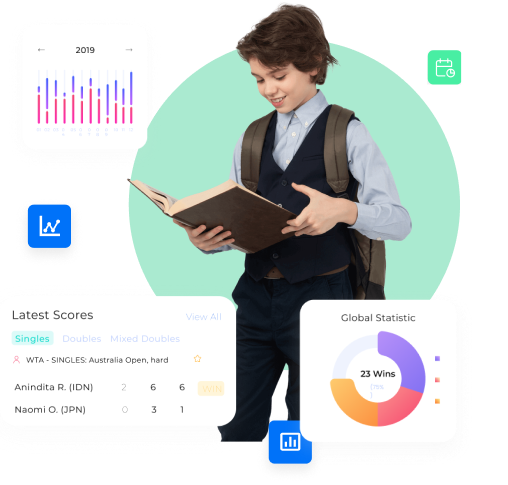 2019
Latest Scores
View All
Singles
Doubles
Mixed Doubles
WTA - SINGLES: Australia Open, hard
Anindita R. (IDN) 2 6 6 WIN
Naomi O. (JPN) 0 3 1
Global Statistic
23 Wins